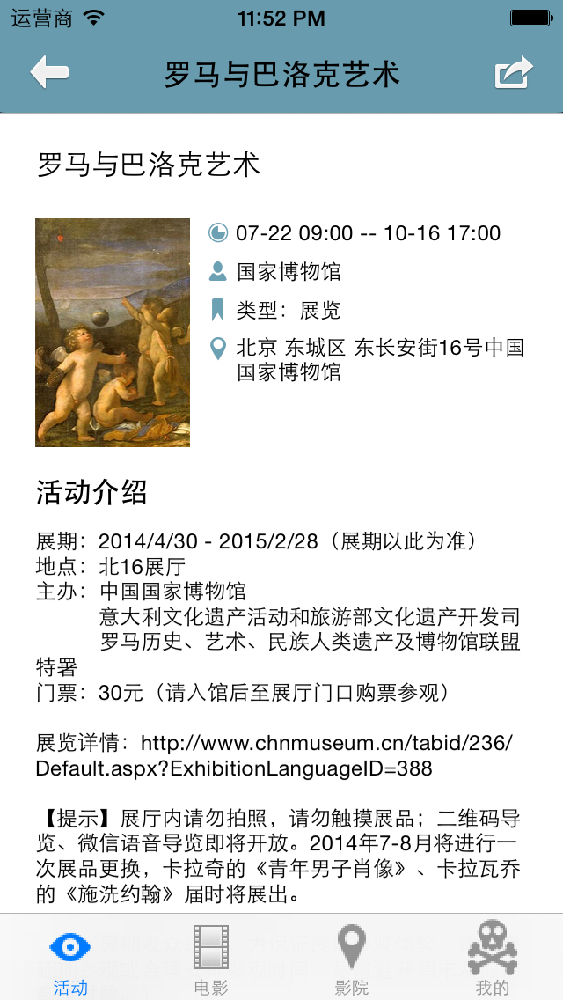 运营商 11:52 PM
罗马与巴洛克艺术
罗马与巴洛克艺术
07-22 09:00 -- 10-16 17:00
国家博物馆
类型：展览
北京 东城区 东长安街16号中国
国家博物馆
活动介绍
展期：2014/4/30 - 2015/2/28（展期以此为准）
地点：北16展厅
主办：中国国家博物馆
意大利文化遗产活动和旅游部文化遗产开发司
罗马历史、艺术、民族人类遗产及博物馆联盟
特署
门票：30元（请入馆后至展厅门口购票参观）
展览详情：http://www.chnmuseum.cn/tabid/236/
Default.aspx?ExhibitionLanguageID=388
【提示】展厅内请勿拍照，请勿触摸展品；二维码导
览、微信语音导览即将开放。2014年7-8月将进行一
次展品更换，卡拉奇的《青年男子肖像》、卡拉瓦乔
的《施洗约翰》届时将展出。
活动 电影 影院 我的